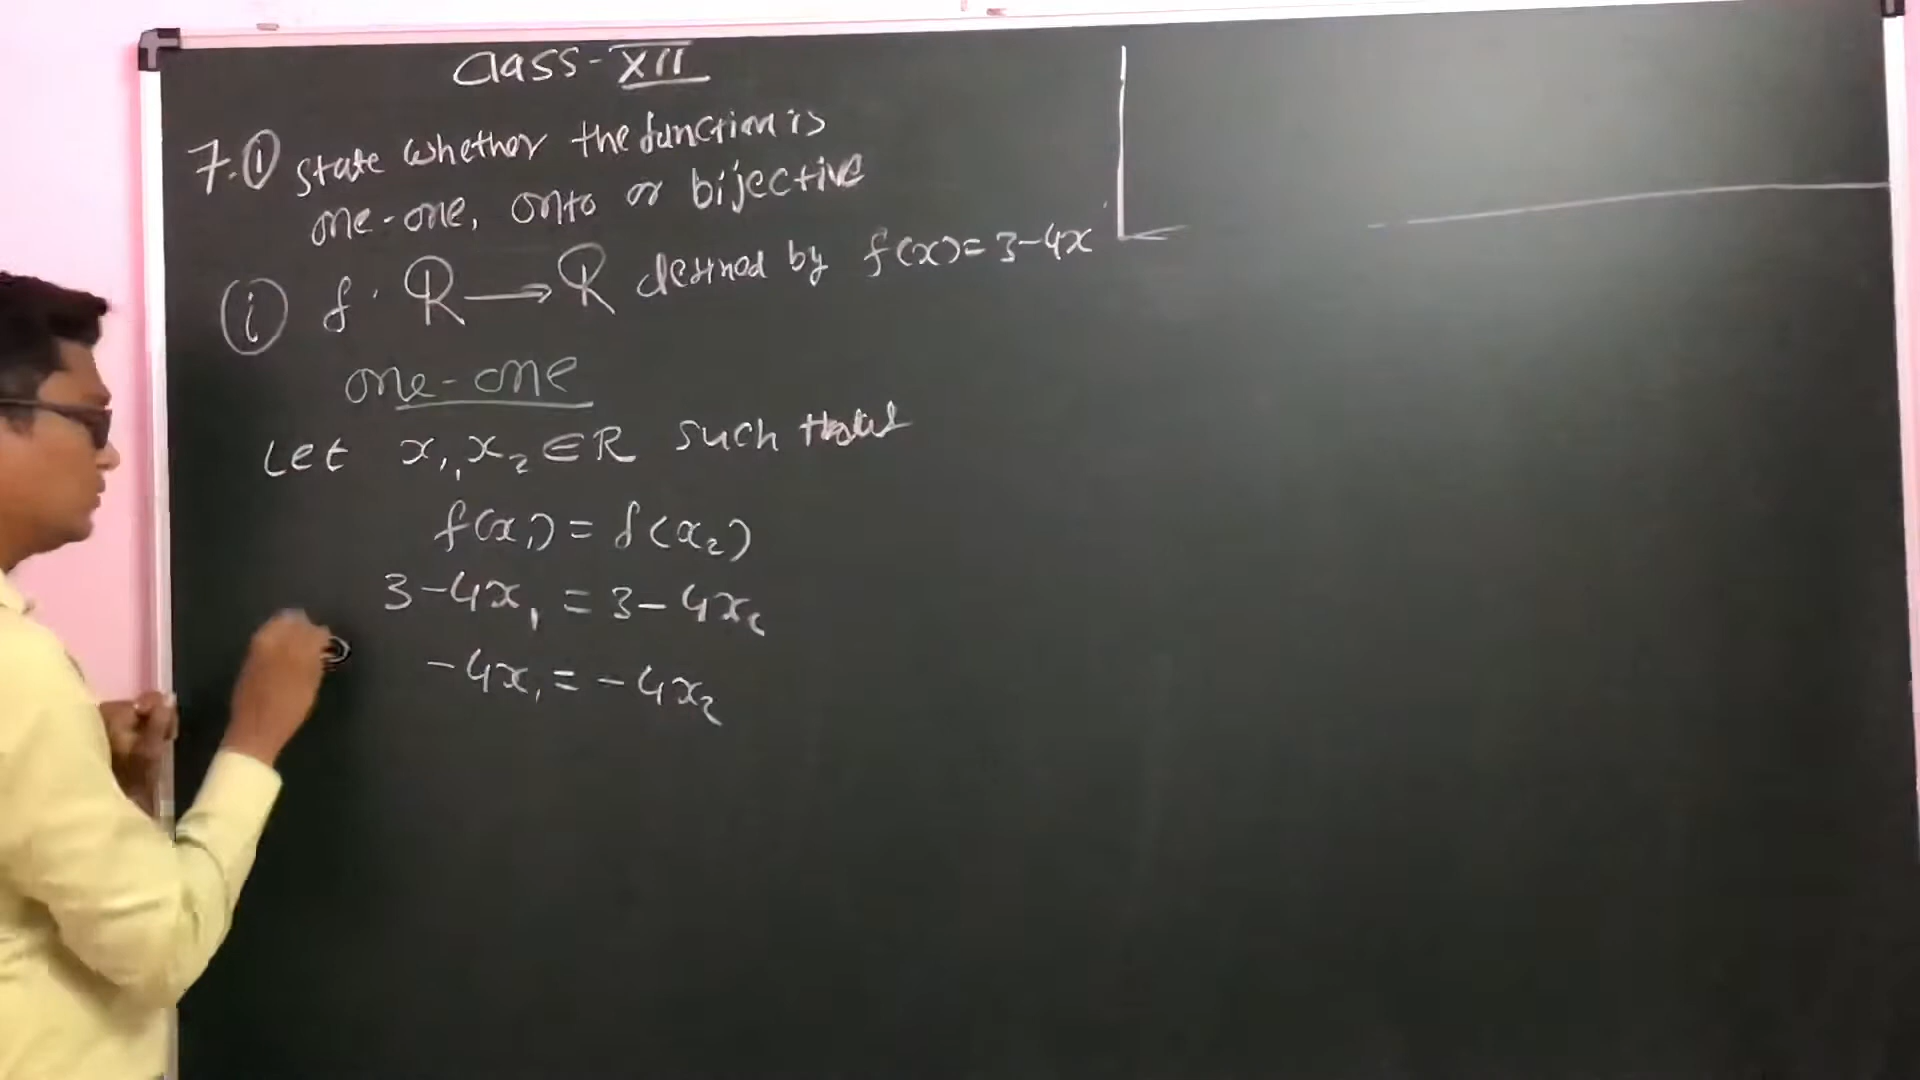 Class - XII
7. ① State whether the function is
one-one, onto or bijective
ⓘ f : R → R defined by f(x) = 3-4x
one-one
Let x₁, x₂ ∈ R such that
f(x₁) = f(x₂)
3-4x₁ = 3-4x₂
-4x₁ = -4x₂